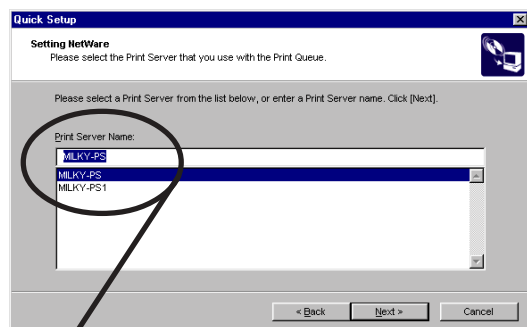 Quick Setup
Setting NetWare
Please select the Print Server that you use with the Print Queue.
Please select a Print Server from the list below, or enter a Print Server name. Click [Next].
Print Server Name:
MILKY-PS
MILKY-PS
MILKY-PS1
< Back Next > Cancel